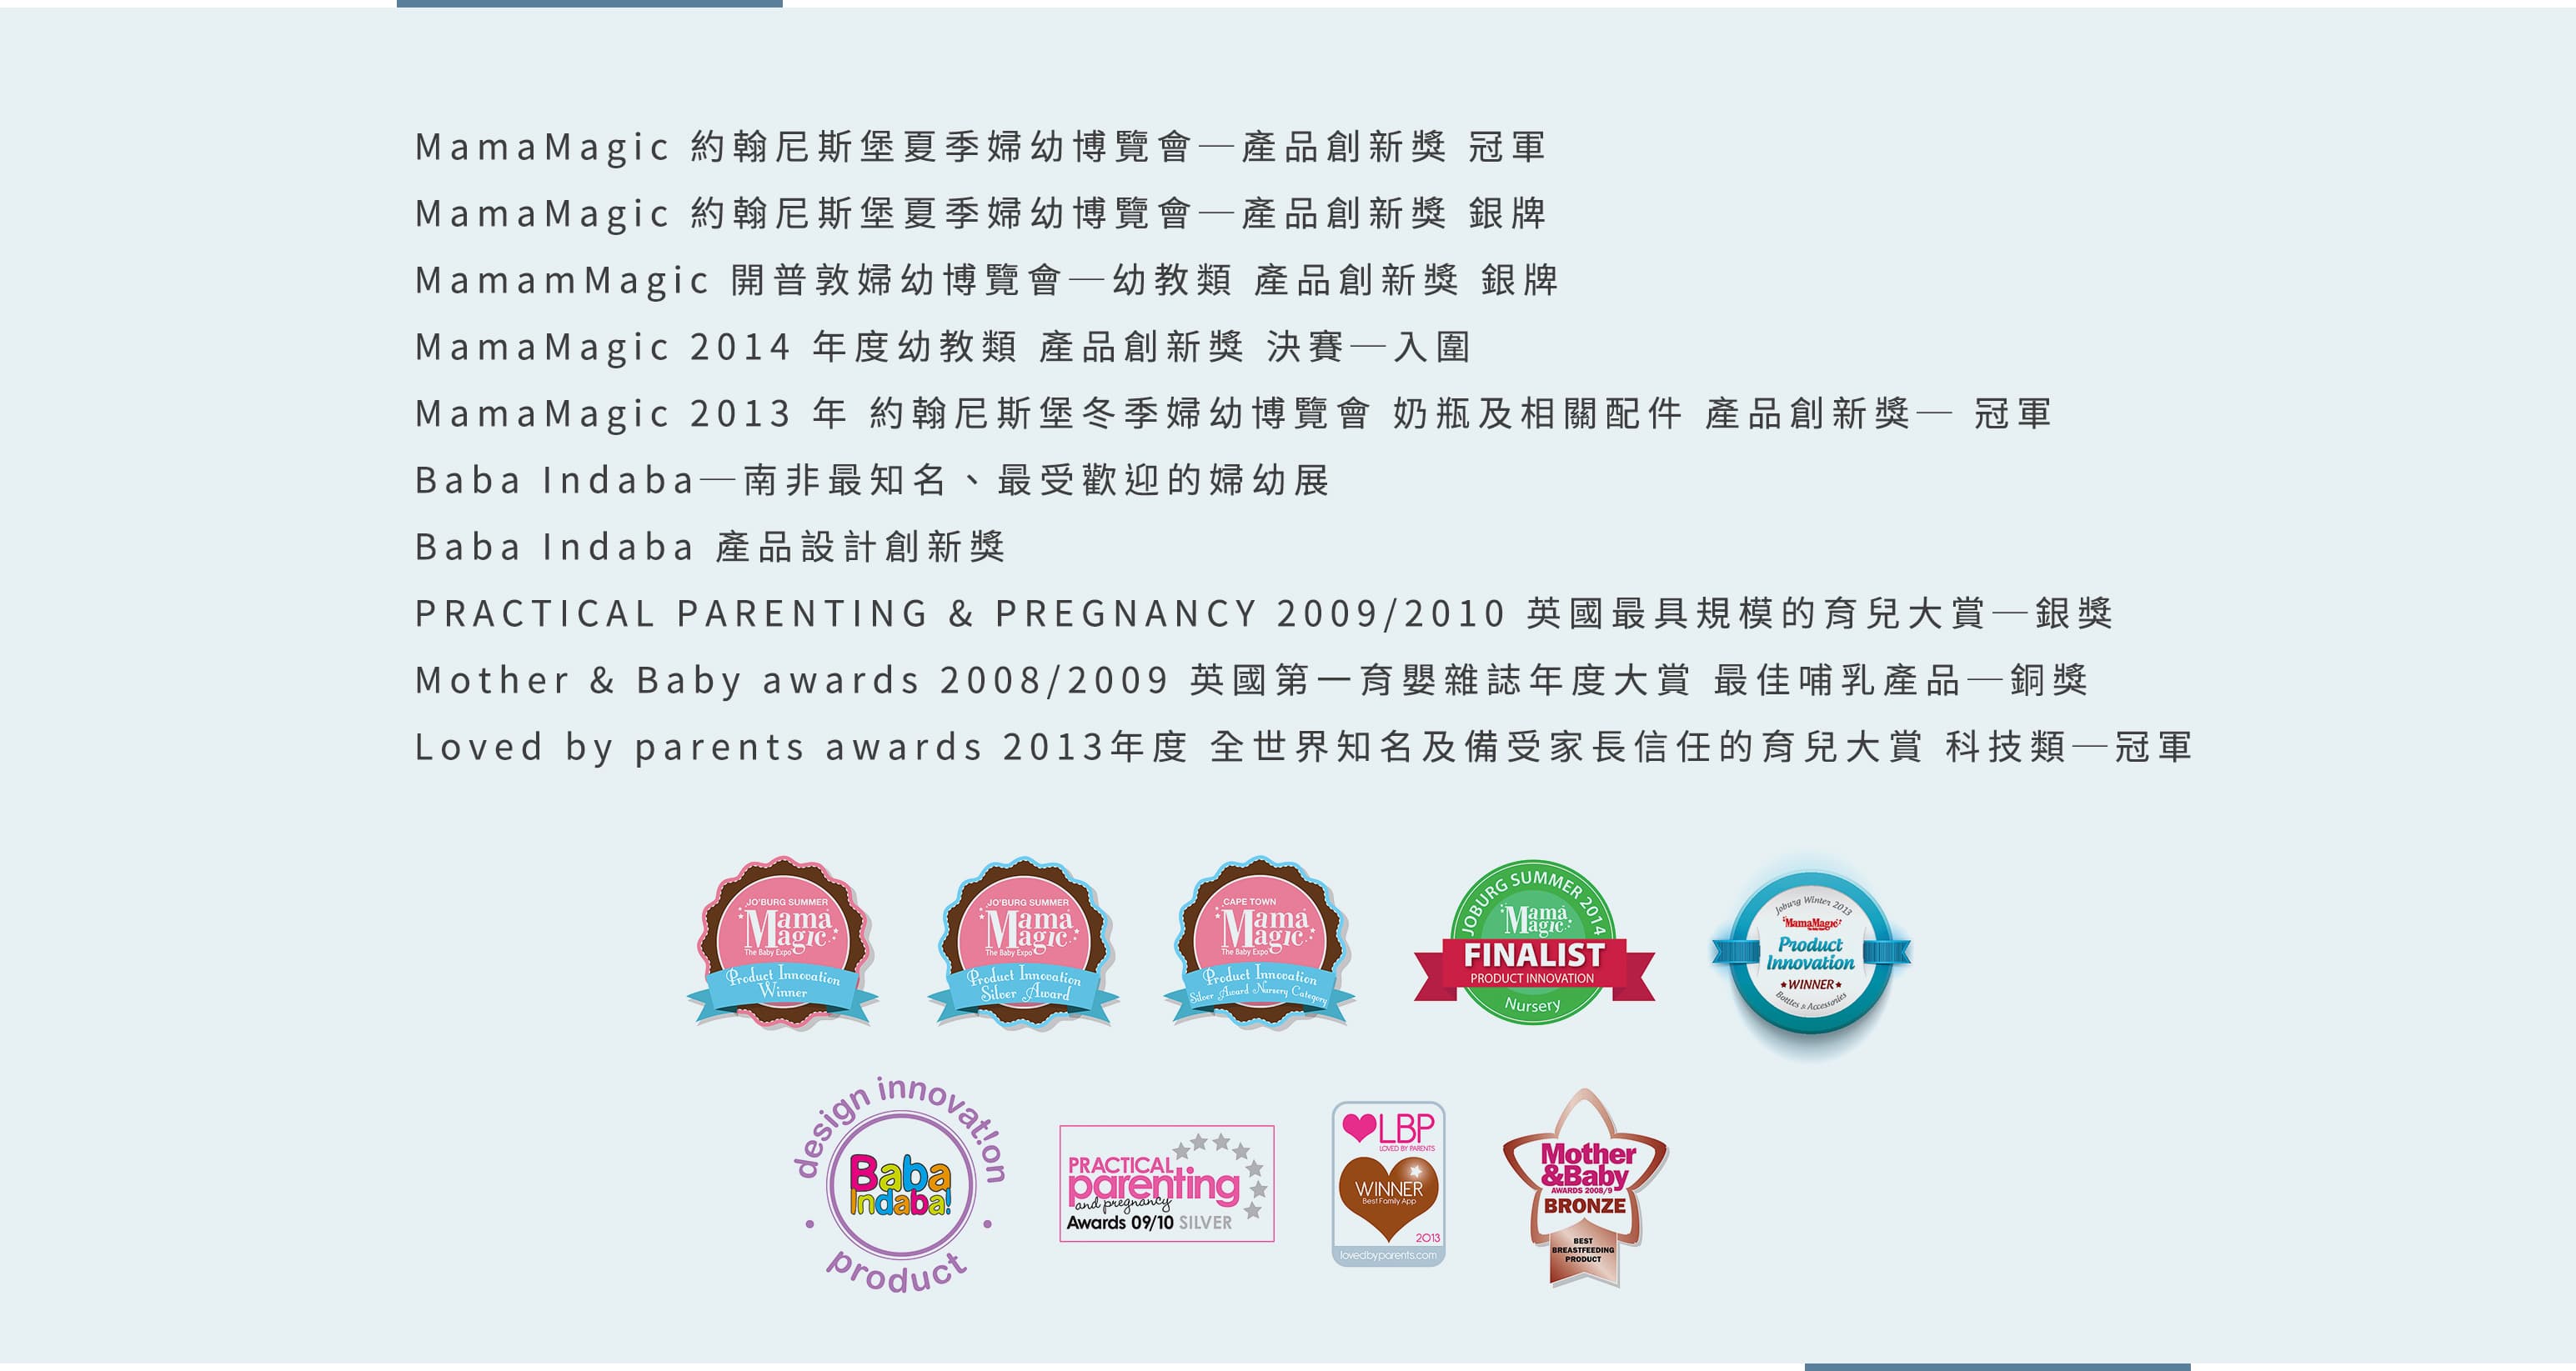 MamaMagic 約翰尼斯堡夏季婦幼博覽會─產品創新獎 冠軍
MamaMagic 約翰尼斯堡夏季婦幼博覽會─產品創新獎 銀牌
MamamMagic 開普敦婦幼博覽會─幼教類 產品創新獎 銀牌
MamaMagic 2014 年度幼教類 產品創新獎 決賽─入圍
MamaMagic 2013 年 約翰尼斯堡冬季婦幼博覽會 奶瓶及相關配件 產品創新獎─ 冠軍
Baba Indaba─南非最知名、最受歡迎的婦幼展
Baba Indaba 產品設計創新獎
PRACTICAL PARENTING & PREGNANCY 2009/2010 英國最具規模的育兒大賞─銀獎
Mother & Baby awards 2008/2009 英國第一育嬰雜誌年度大賞 最佳哺乳產品─銅獎
Loved by parents awards 2013年度 全世界知名及備受家長信任的育兒大賞 科技類─冠軍
JO'BURG SUMMER
Mama Magic
The Baby Expo
Product Innovation
Winner
JO'BURG SUMMER
Mama Magic
The Baby Expo
Product Innovation
Silver Award
CAPE TOWN
Mama Magic
The Baby Expo
Product Innovation
Silver Award Nursery Category
JOBURG SUMMER 2014
Mama Magic
FINALIST
PRODUCT INNOVATION
Nursery
Joburg Winter 2013
MamaMagic
Product
Innovation
WINNER
Bottles & Accessories
design innovat!on
Baba
Indaba!
product
PRACTICAL
parenting
and pregnancy
Awards 09/10 SILVER
LBP
LOVED BY PARENTS
WINNER
Best Family App
2013
lovedbyparents.com
Mother
&Baby
AWARDS 2008/9
BRONZE
BEST
BREASTFEEDING
PRODUCT